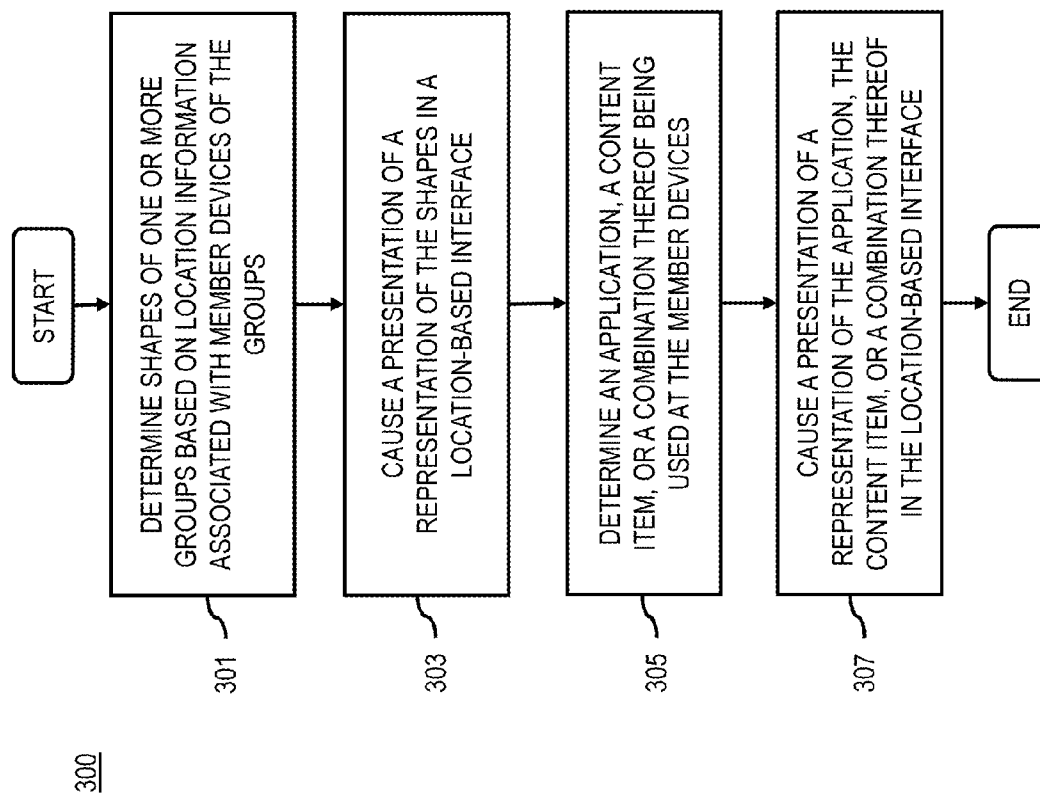 300
START
301
DETERMINE SHAPES OF ONE OR MORE
GROUPS BASED ON LOCATION INFORMATION
ASSOCIATED WITH MEMBER DEVICES OF THE
GROUPS
303
CAUSE A PRESENTATION OF A
REPRESENTATION OF THE SHAPES IN A
LOCATION-BASED INTERFACE
305
DETERMINE AN APPLICATION, A CONTENT
ITEM, OR A COMBINATION THEREOF BEING
USED AT THE MEMBER DEVICES
307
CAUSE A PRESENTATION OF A
REPRESENTATION OF THE APPLICATION, THE
CONTENT ITEM, OR A COMBINATION THEREOF
IN THE LOCATION-BASED INTERFACE
END